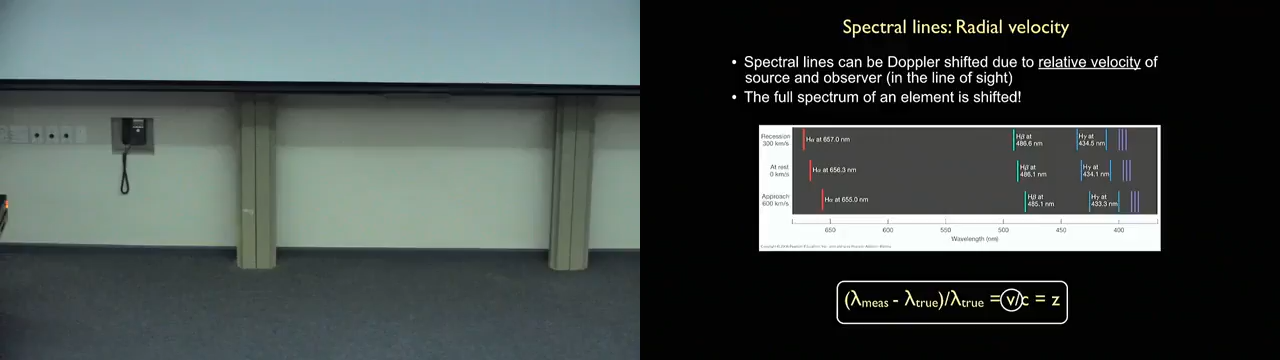 Spectral lines: Radial velocity
• Spectral lines can be Doppler shifted due to relative velocity of
source and observer (in the line of sight)
• The full spectrum of an element is shifted!
Recession
300 km/s
Hα at 657.0 nm
Hβ at
486.6 nm
Hγ at
434.5 nm
At rest
0 km/s
Hα at 656.3 nm
Hβ at
486.1 nm
Hγ at
434.1 nm
Approach
600 km/s
Hα at 655.0 nm
Hβ at
485.1 nm
Hγ at
433.3 nm
650 600 550 500 450 400
Wavelength (nm)
(λmeas - λtrue)/λtrue = v/c = z